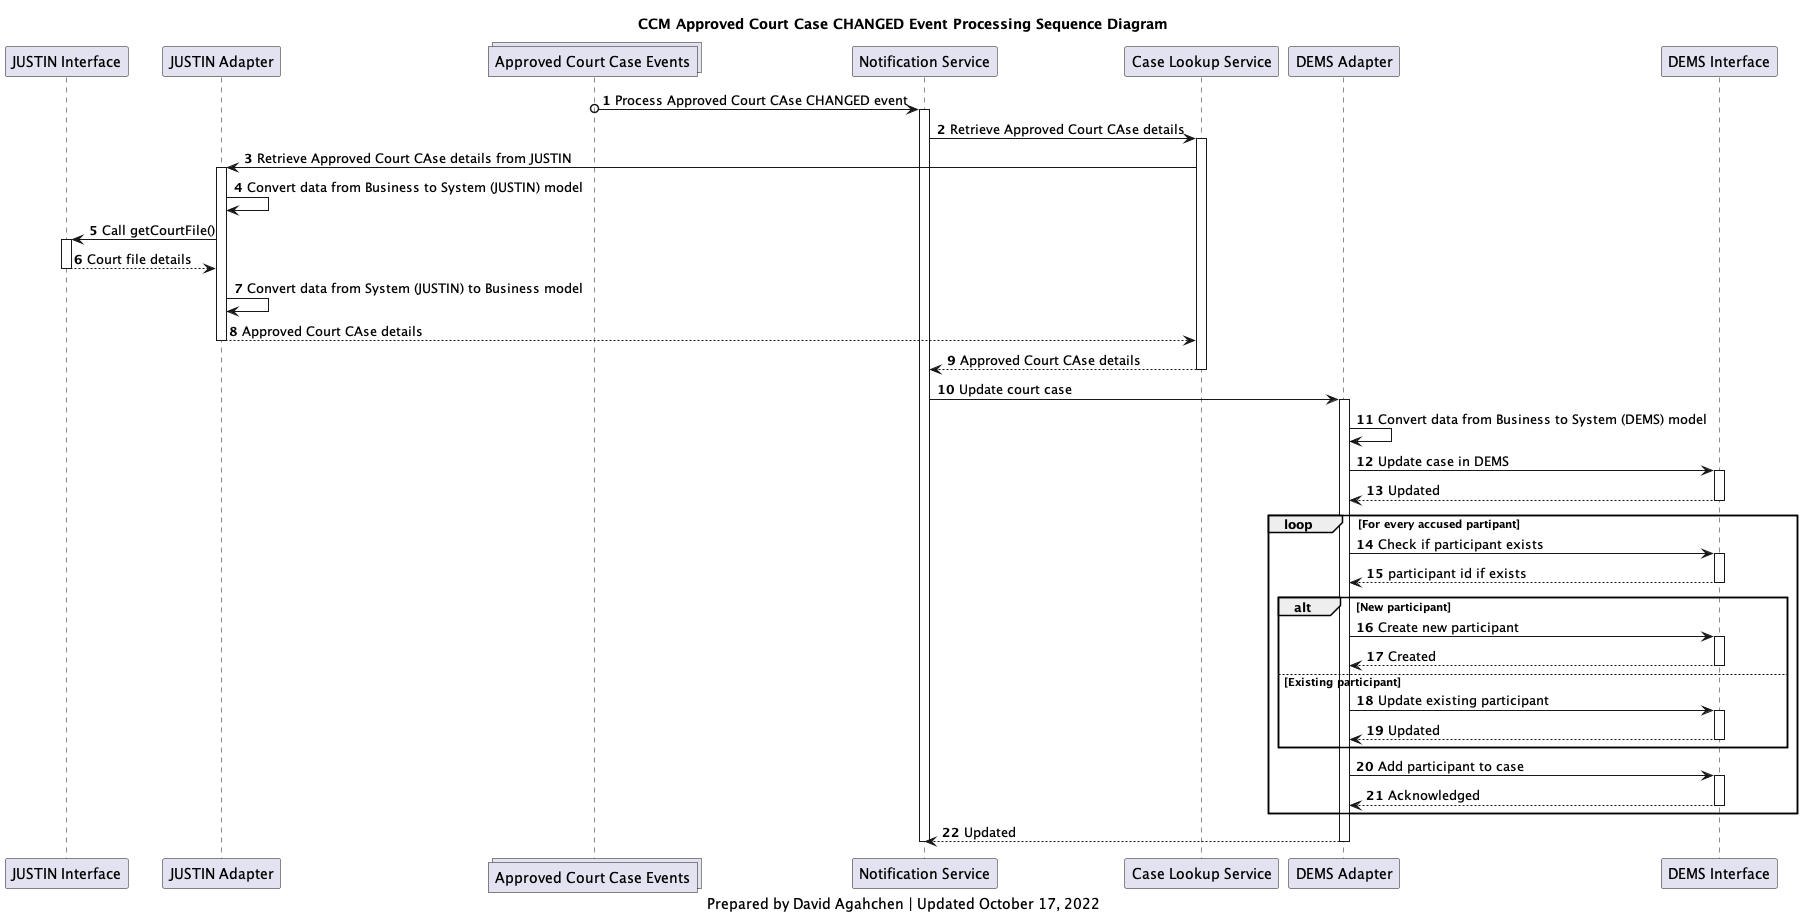 CCM Approved Court Case CHANGED Event Processing Sequence Diagram
JUSTIN Interface
JUSTIN Adapter
Approved Court Case Events
Notification Service
Case Lookup Service
DEMS Adapter
DEMS Interface
1 Process Approved Court CAse CHANGED event
2 Retrieve Approved Court CAse details
3 Retrieve Approved Court CAse details from JUSTIN
4 Convert data from Business to System (JUSTIN) model
5 Call getCourtFile()
6 Court file details
7 Convert data from System (JUSTIN) to Business model
8 Approved Court CAse details
9 Approved Court CAse details
10 Update court case
11 Convert data from Business to System (DEMS) model
12 Update case in DEMS
13 Updated
loop [For every accused partipant]
14 Check if participant exists
15 participant id if exists
alt [New participant]
16 Create new participant
17 Created
[Existing participant]
18 Update existing participant
19 Updated
20 Add participant to case
21 Acknowledged
22 Updated
JUSTIN Interface
JUSTIN Adapter
Approved Court Case Events
Notification Service
Case Lookup Service
DEMS Adapter
DEMS Interface
Prepared by David Agahchen | Updated October 17, 2022